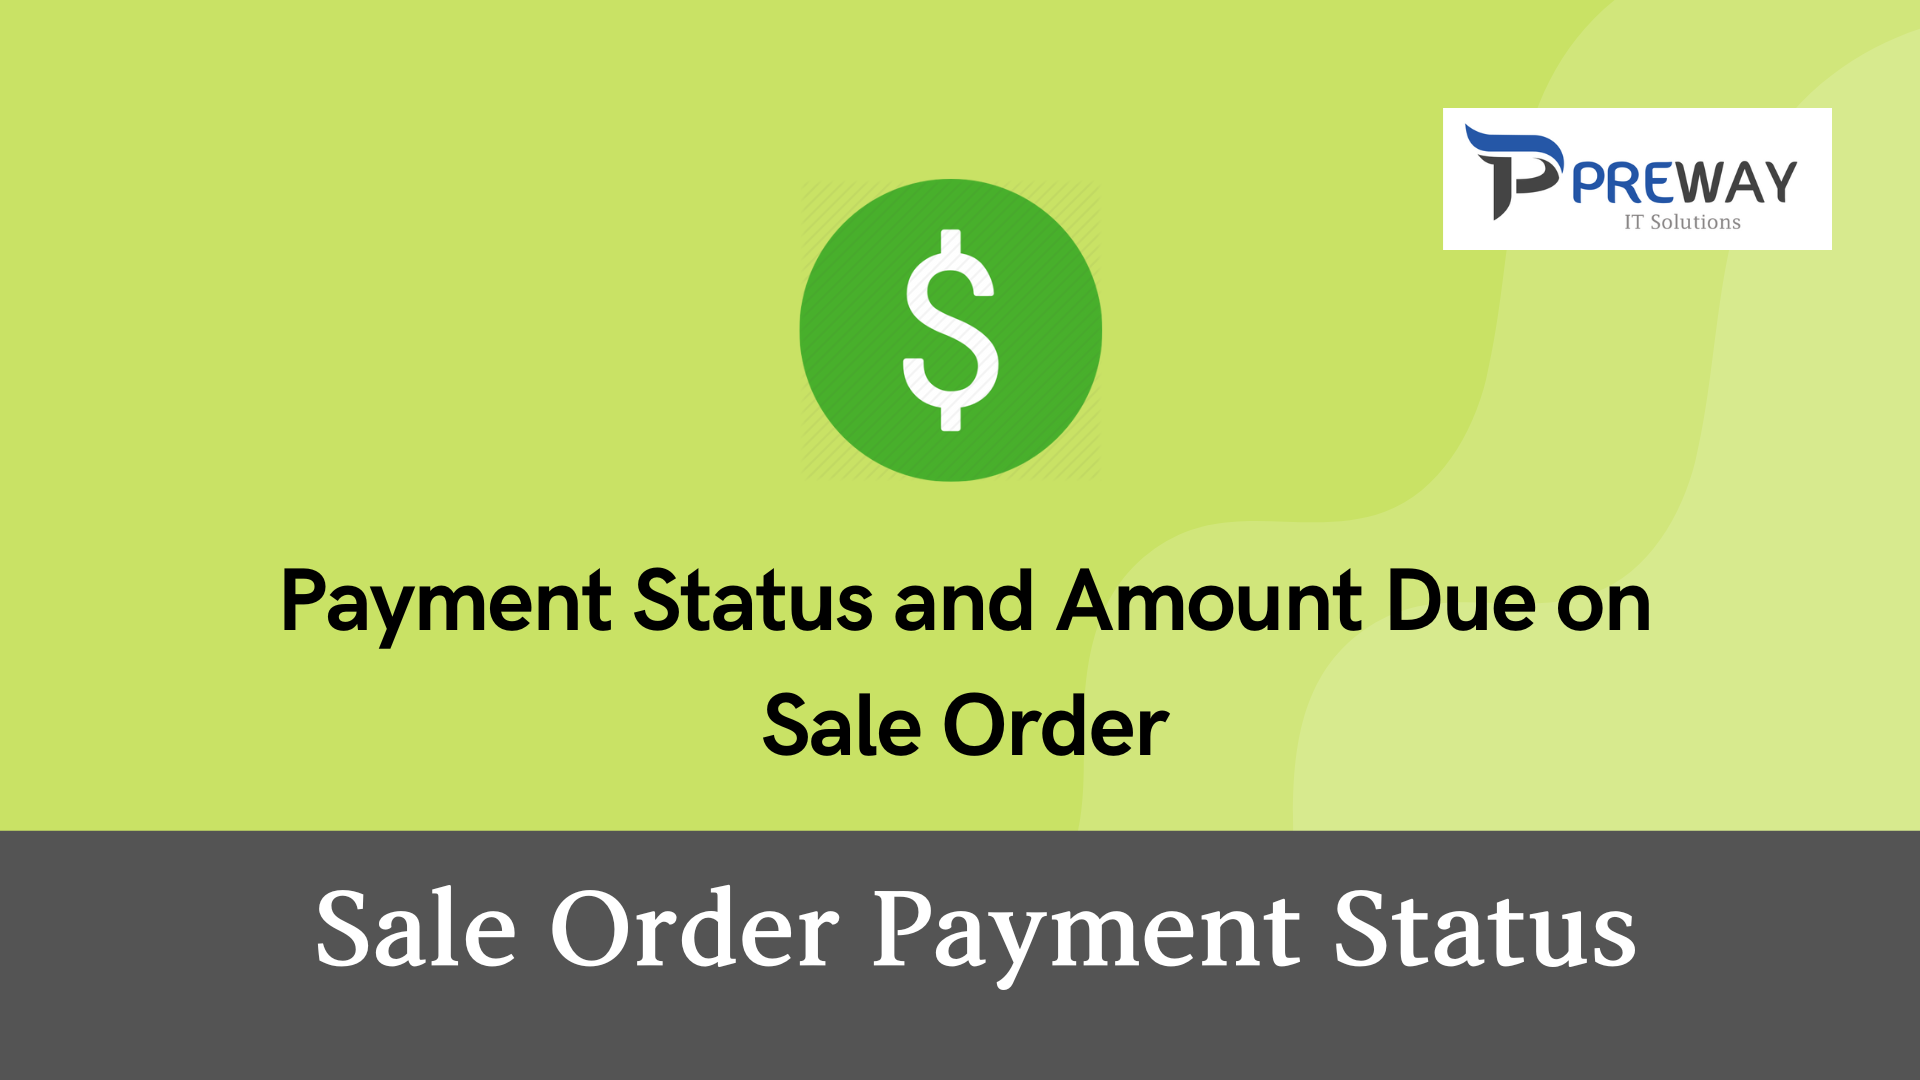 PREWAY
IT Solutions
$
Payment Status and Amount Due on
Sale Order
Sale Order Payment Status